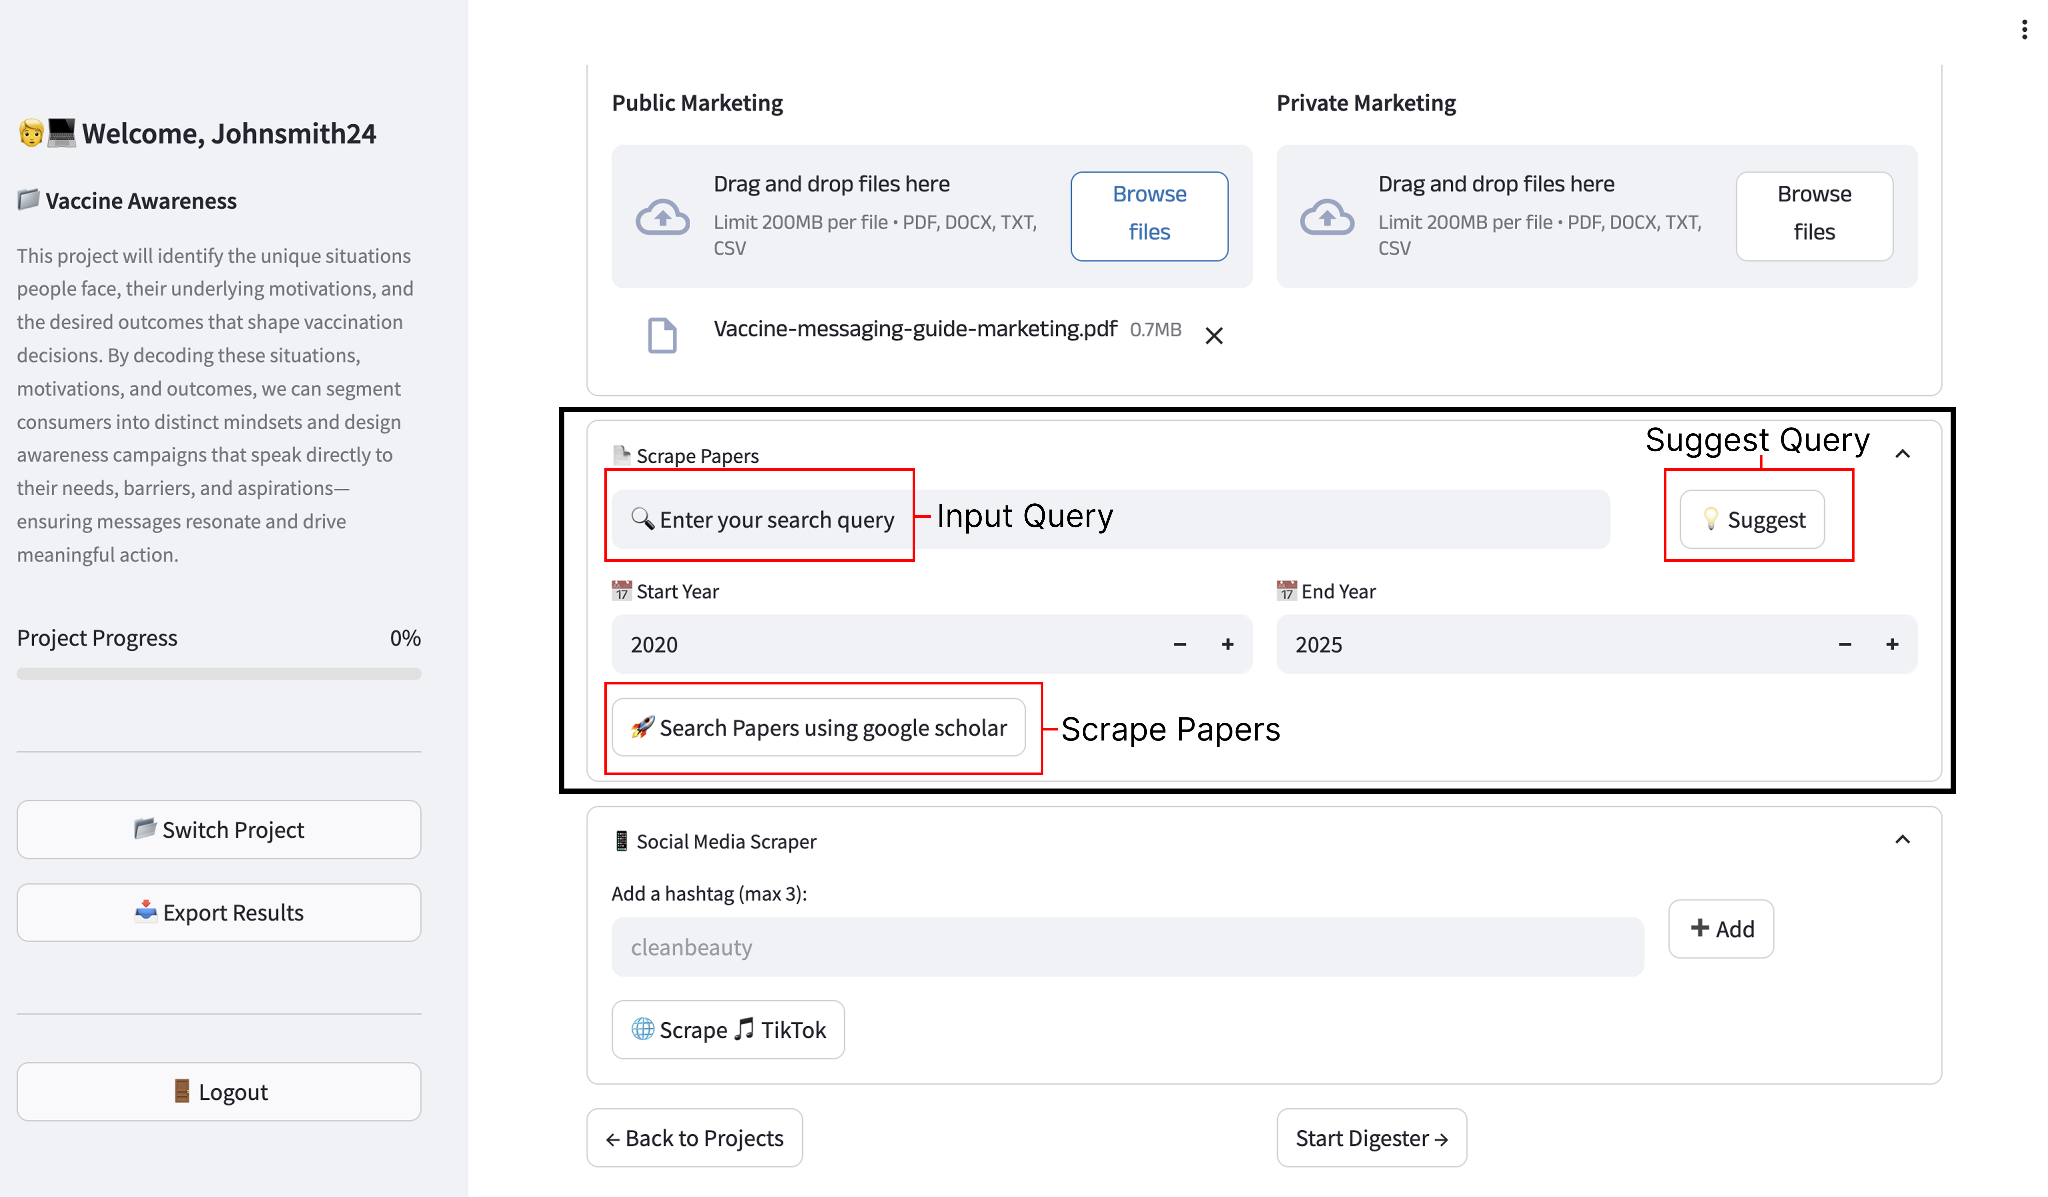 Welcome, Johnsmith24
Vaccine Awareness
This project will identify the unique situations
people face, their underlying motivations, and
the desired outcomes that shape vaccination
decisions. By decoding these situations,
motivations, and outcomes, we can segment
consumers into distinct mindsets and design
awareness campaigns that speak directly to
their needs, barriers, and aspirations—
ensuring messages resonate and drive
meaningful action.
Project Progress 0%
Switch Project
Export Results
Logout
Public Marketing
Drag and drop files here
Limit 200MB per file • PDF, DOCX, TXT,
CSV
Browse
files
Vaccine-messaging-guide-marketing.pdf 0.7MB
Private Marketing
Drag and drop files here
Limit 200MB per file • PDF, DOCX, TXT,
CSV
Browse
files
Scrape Papers
Suggest Query
Enter your search query
Input Query
Suggest
17 Start Year
2020 − +
17 End Year
2025 − +
Search Papers using google scholar
Scrape Papers
Social Media Scraper
Add a hashtag (max 3):
cleanbeauty
+ Add
Scrape TikTok
← Back to Projects
Start Digester →